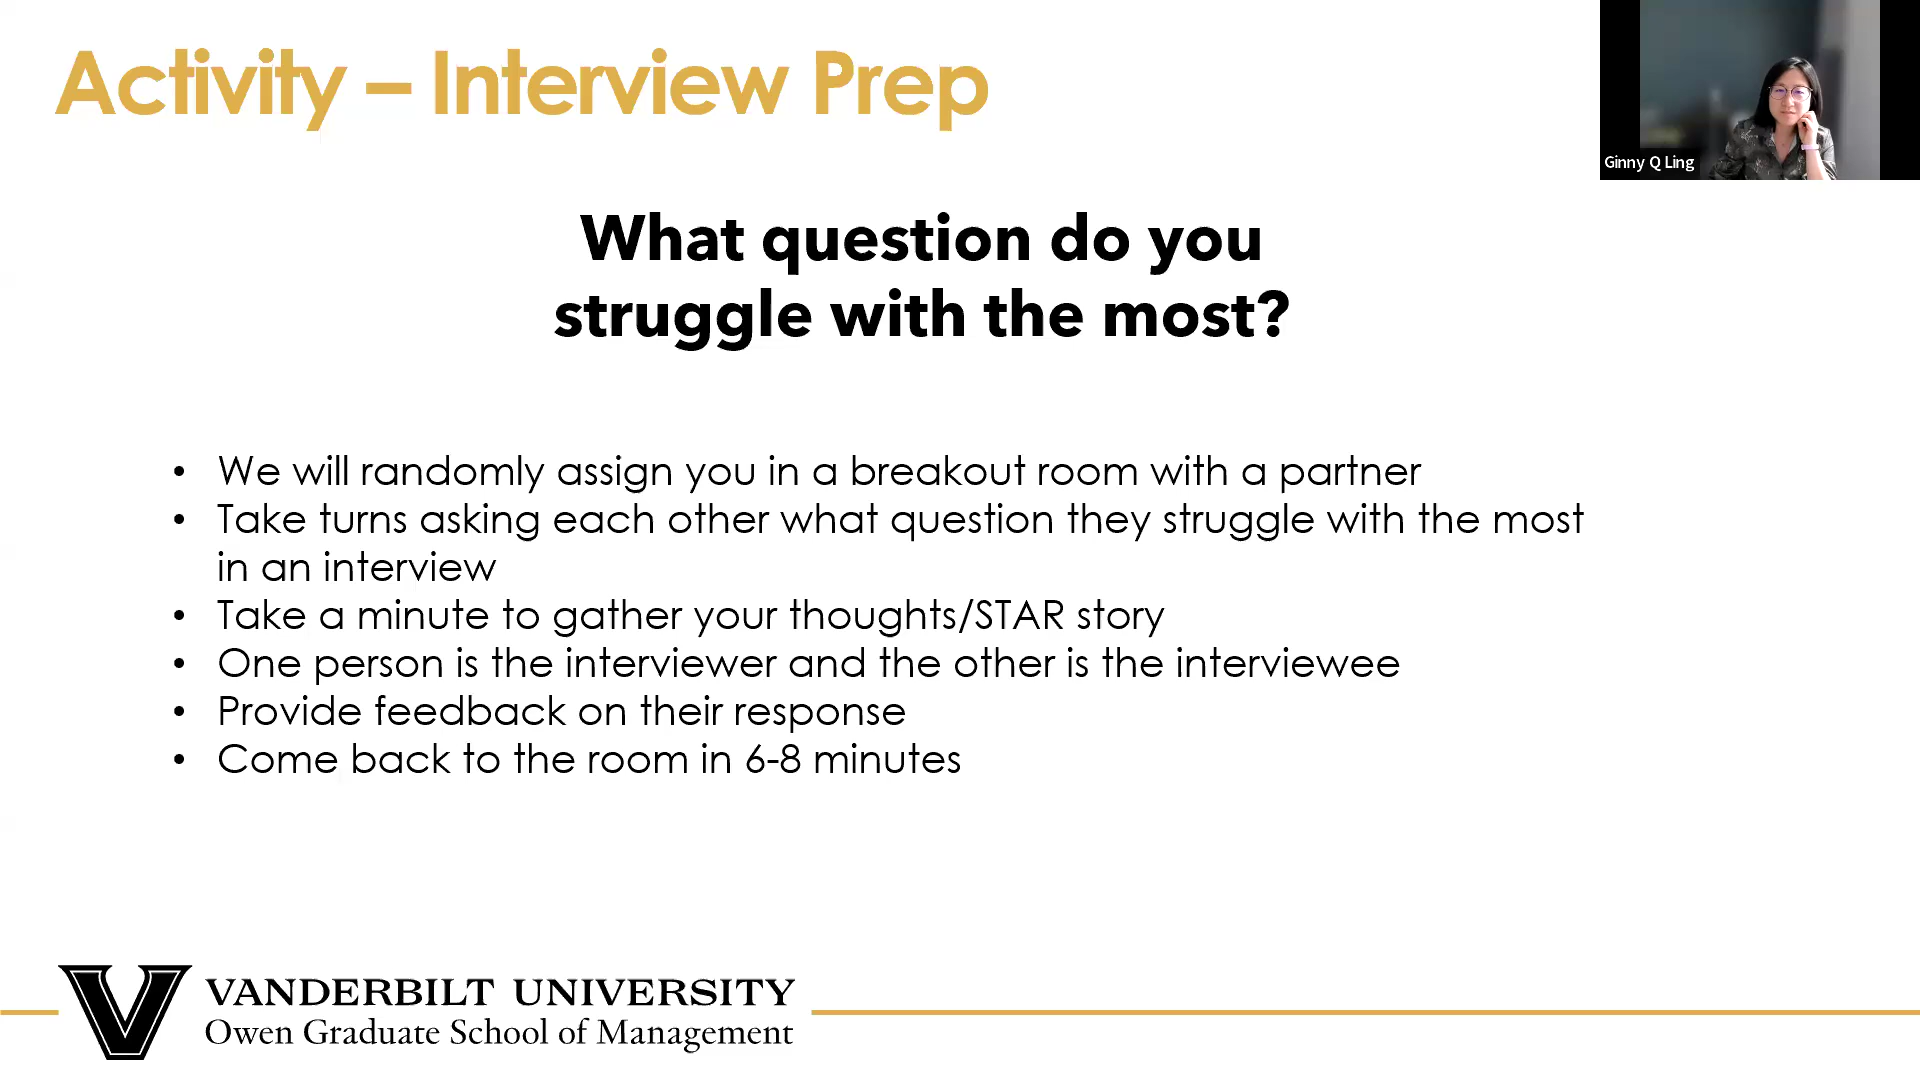 Activity – Interview Prep
Ginny Q Ling
What question do you
struggle with the most?
• We will randomly assign you in a breakout room with a partner
• Take turns asking each other what question they struggle with the most
in an interview
• Take a minute to gather your thoughts/STAR story
• One person is the interviewer and the other is the interviewee
• Provide feedback on their response
• Come back to the room in 6-8 minutes
VANDERBILT UNIVERSITY
Owen Graduate School of Management